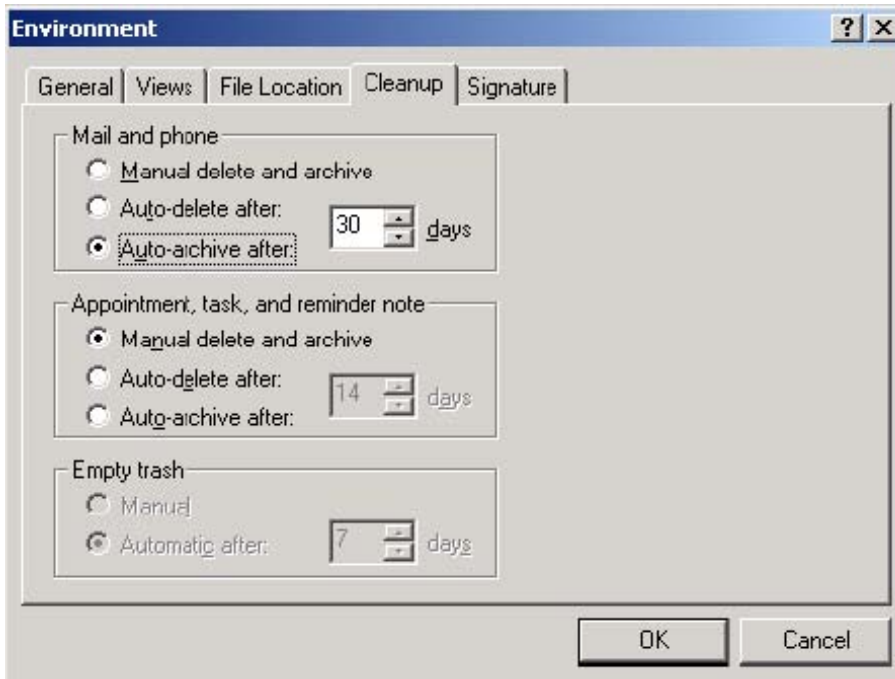 Environment
General Views File Location Cleanup Signature
Mail and phone
Manual delete and archive
Auto-delete after:
30 days
Auto-archive after:
Appointment, task, and reminder note
Manual delete and archive
Auto-delete after:
14 days
Auto-archive after:
Empty trash
Manual
Automatic after: 7 days
OK Cancel